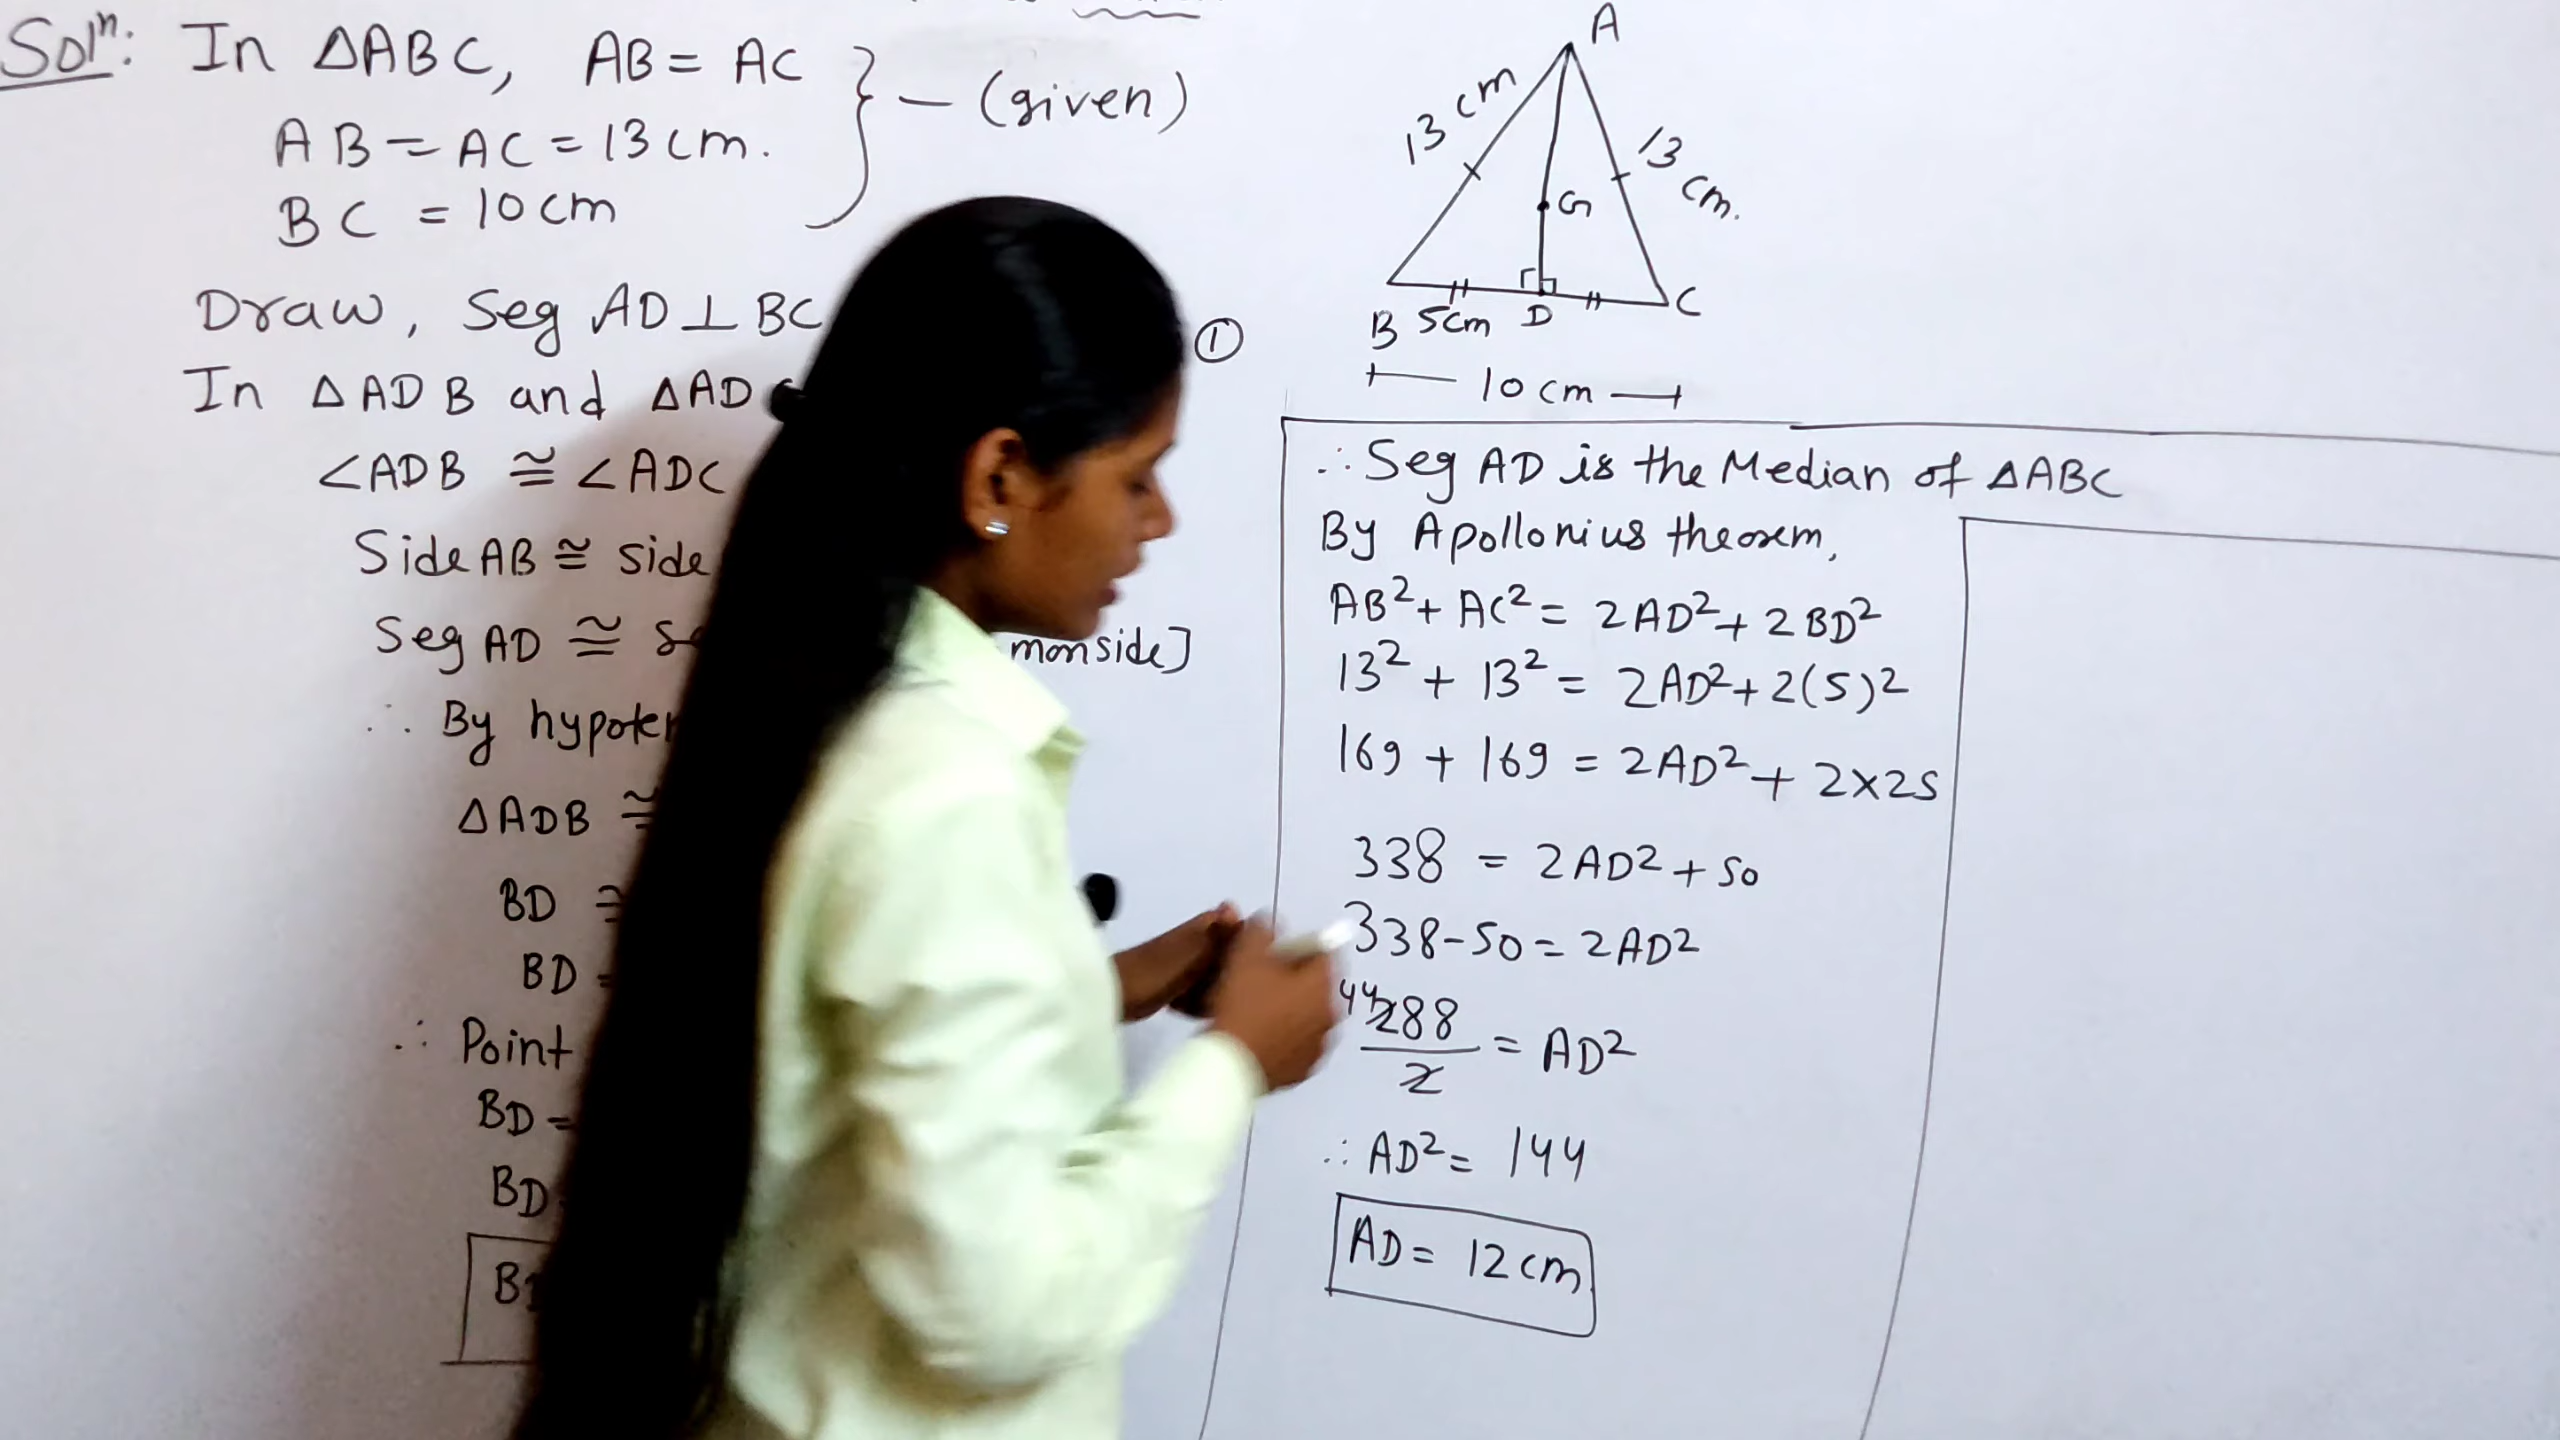 Solⁿ: In ΔABC, AB = AC
AB = AC = 13 cm.
BC = 10 cm
} — (given)
Draw, Seg AD ⊥ BC
①
In ΔADB and ΔAD
∠ADB ≅ ∠ADC
Side AB ≅ side
Seg AD ≅
monside]
∴ By
ΔADB ≅
BD ≅
BD =
∴ Point
BD =
BD
A
13 cm
13 cm.
G
B 5cm D C
10 cm
∴ Seg AD is the Median of ΔABC
By Apollonius theorem,
AB² + AC² = 2AD² + 2BD²
13² + 13² = 2AD² + 2(5)²
169 + 169 = 2AD² + 2×25
338 = 2AD² + 50
338 - 50 = 2AD²
44
288/2 = AD²
∴ AD² = 144
AD = 12 cm